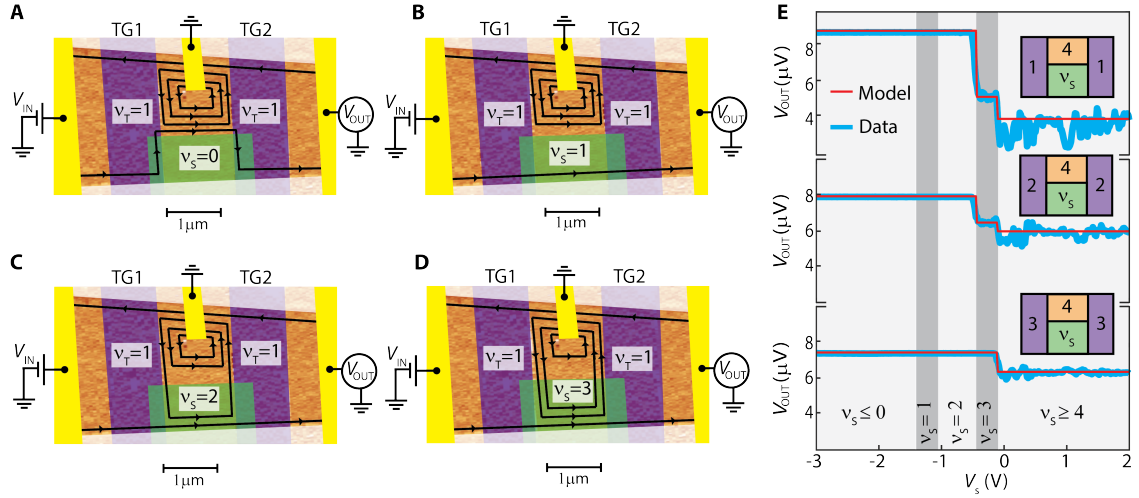 A
TG1 TG2
V_IN
ν_T=1 ν_T=1
V_OUT
ν_S=0
1μm
B
TG1 TG2
V_IN
ν_T=1 ν_T=1
V_OUT
ν_S=1
1μm
C
TG1 TG2
V_IN
ν_T=1 ν_T=1
V_OUT
ν_S=2
1μm
D
TG1 TG2
V_IN
ν_T=1 ν_T=1
V_OUT
ν_S=3
1μm
E
V_OUT (μV)
8
6
4
Model
Data
4
1 ν_S 1
V_OUT (μV)
8
6
4
4
2 ν_S 2
V_OUT (μV)
8
6
4
4
3 ν_S 3
ν_S ≤ 0
ν_S = 1
ν_S = 2
ν_S = 3
ν_S ≥ 4
-3 -2 -1 0 1 2
V_s (V)